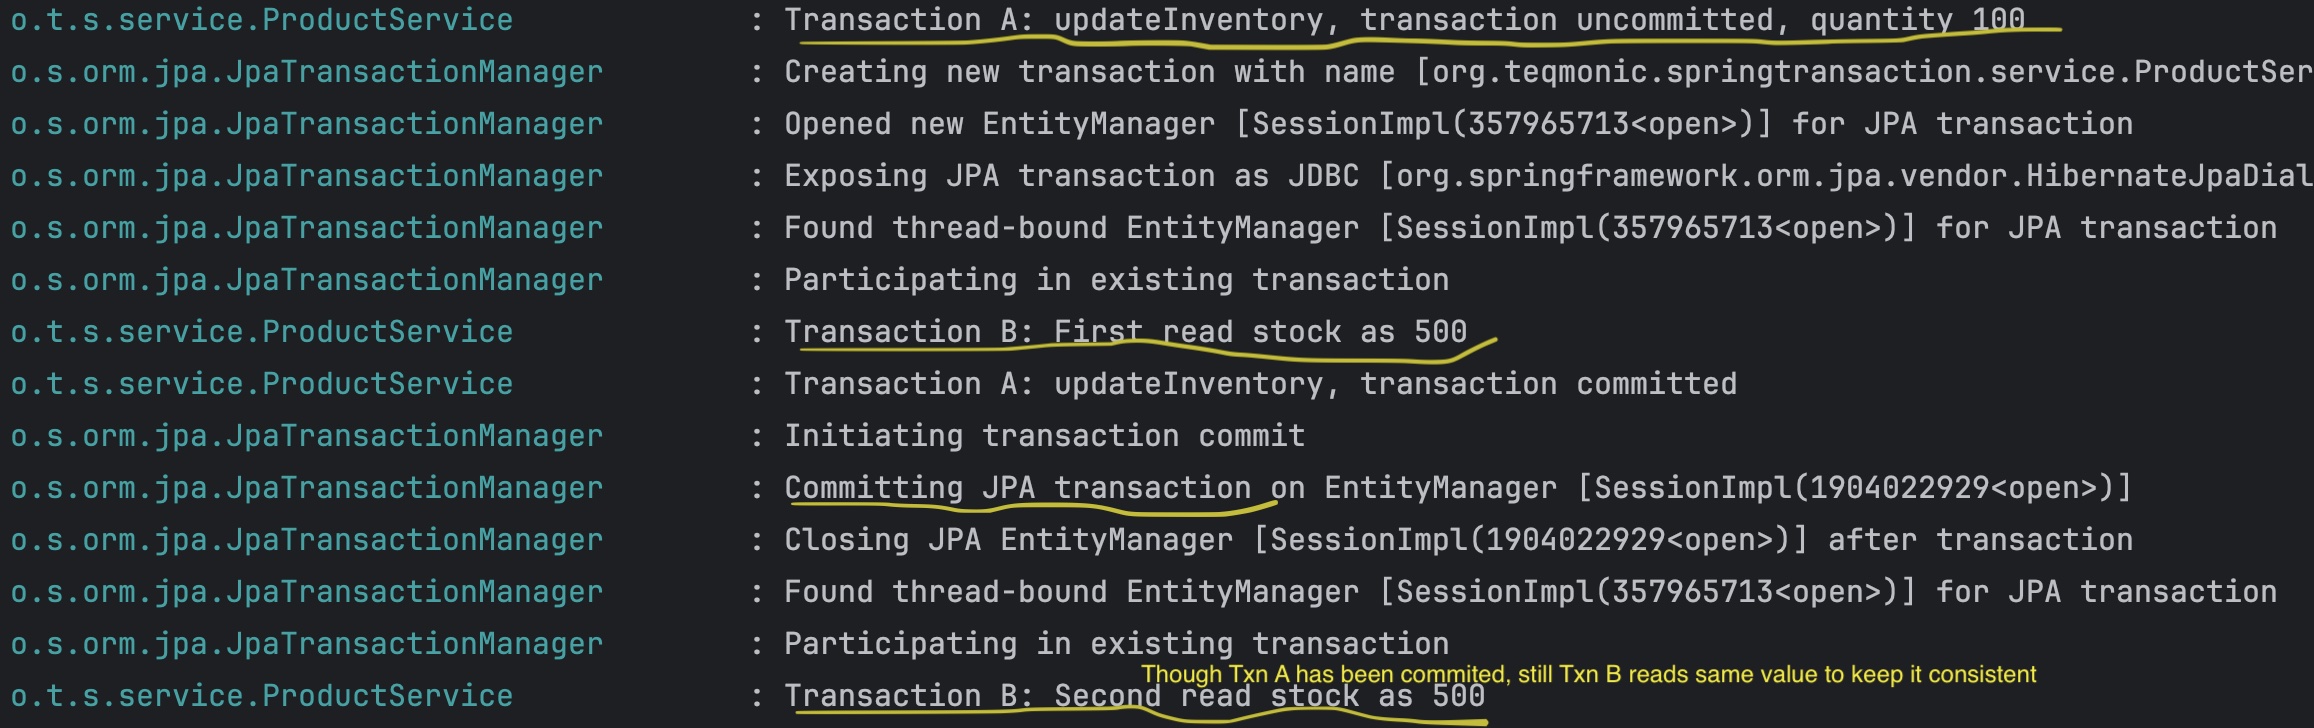 o.t.s.service.ProductService : Transaction A: updateInventory, transaction uncommitted, quantity 100
o.s.orm.jpa.JpaTransactionManager : Creating new transaction with name [org.teqmonic.springtransaction.service.ProductSer
o.s.orm.jpa.JpaTransactionManager : Opened new EntityManager [SessionImpl(357965713<open>)] for JPA transaction
o.s.orm.jpa.JpaTransactionManager : Exposing JPA transaction as JDBC [org.springframework.orm.jpa.vendor.HibernateJpaDial
o.s.orm.jpa.JpaTransactionManager : Found thread-bound EntityManager [SessionImpl(357965713<open>)] for JPA transaction
o.s.orm.jpa.JpaTransactionManager : Participating in existing transaction
o.t.s.service.ProductService : Transaction B: First read stock as 500
o.t.s.service.ProductService : Transaction A: updateInventory, transaction committed
o.s.orm.jpa.JpaTransactionManager : Initiating transaction commit
o.s.orm.jpa.JpaTransactionManager : Committing JPA transaction on EntityManager [SessionImpl(1904022929<open>)]
o.s.orm.jpa.JpaTransactionManager : Closing JPA EntityManager [SessionImpl(1904022929<open>)] after transaction
o.s.orm.jpa.JpaTransactionManager : Found thread-bound EntityManager [SessionImpl(357965713<open>)] for JPA transaction
o.s.orm.jpa.JpaTransactionManager : Participating in existing transaction
Though Txn A has been commited, still Txn B reads same value to keep it consistent
o.t.s.service.ProductService : Transaction B: Second read stock as 500